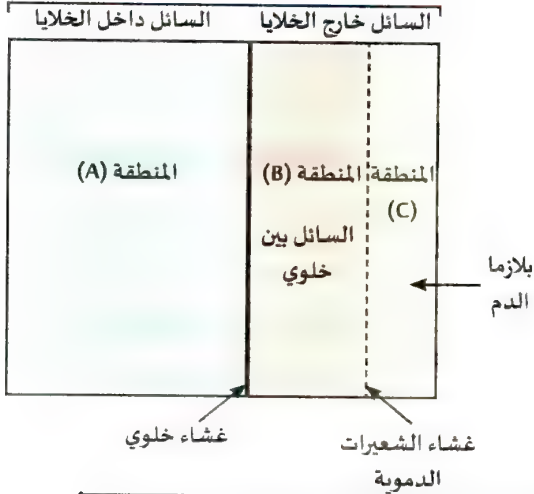 السائل خارج الخلايا
السائل داخل الخلايا
المنطقة (A)
المنطقة (B)
السائل بين
خلوي
المنطقة
(C)
بلازما
الدم
غشاء خلوي
غشاء الشعيرات
الدموية